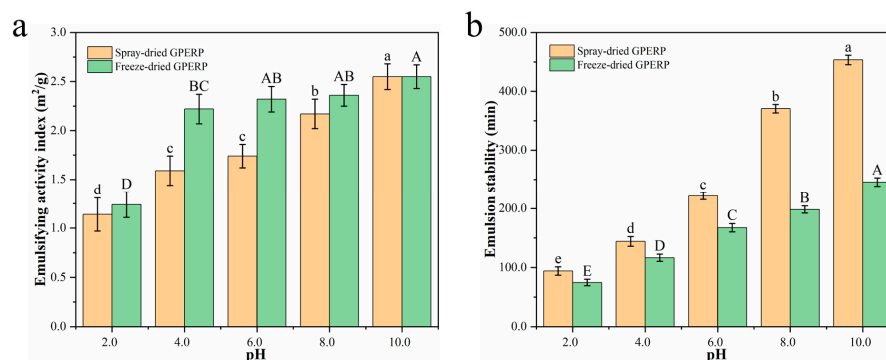 a
Emulsifying activity index (m²/g)
3.0
2.5
2.0
1.5
1.0
0.5
0.0
Spray-dried GPERP
Freeze-dried GPERP
d
D
c
BC
c
AB
b
AB
a
A
2.0
4.0
6.0
8.0
10.0
pH
b
Emulsion stability (min)
500.0
450.0
400.0
300.0
200.0
100.0
0.0
Spray-dried GPERP
Freeze-dried GPERP
e
E
d
D
c
C
b
B
a
A
2.0
4.0
6.0
8.0
10.0
pH